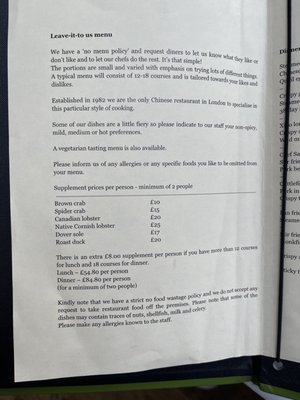 Leave-it-to us menu
We have a 'no menu policy' and request diners to let us know what they like or
don't like and to let our chefs do the rest. It's that simple!
The portions are small and varied with emphasis on trying lots of different things.
A typical menu will consist of 12-18 courses and is tailored towards your likes and
dislikes.
Established in 1982 we are the only Chinese restaurant in London to specialise in
this particular style of cooking.
Some of our dishes are a little fiery so please indicate to our staff your non-spicy,
mild, medium or hot preferences.
A vegetarian tasting menu is also available.
Please inform us of any allergies or any specific foods you like to be omitted from
your menu.
Supplement prices per person - minimum of 2 people
Brown crab £10
Spider crab £15
Canadian lobster £20
Native Cornish lobster £25
Dover sole £17
Roast duck £20
There is an extra £8.00 supplement per person if you have more than 12 courses
for lunch and 18 courses for dinner.
Lunch – £54.80 per person
Dinner – £84.80 per person
(for a minimum of two people)
Kindly note that we have a strict no food wastage policy and we do not accept any
request to take restaurant food off the premises. Please note that some of the
dishes may contain traces of nuts, shellfish, milk and celery.
Please make any allergies known to the staff.